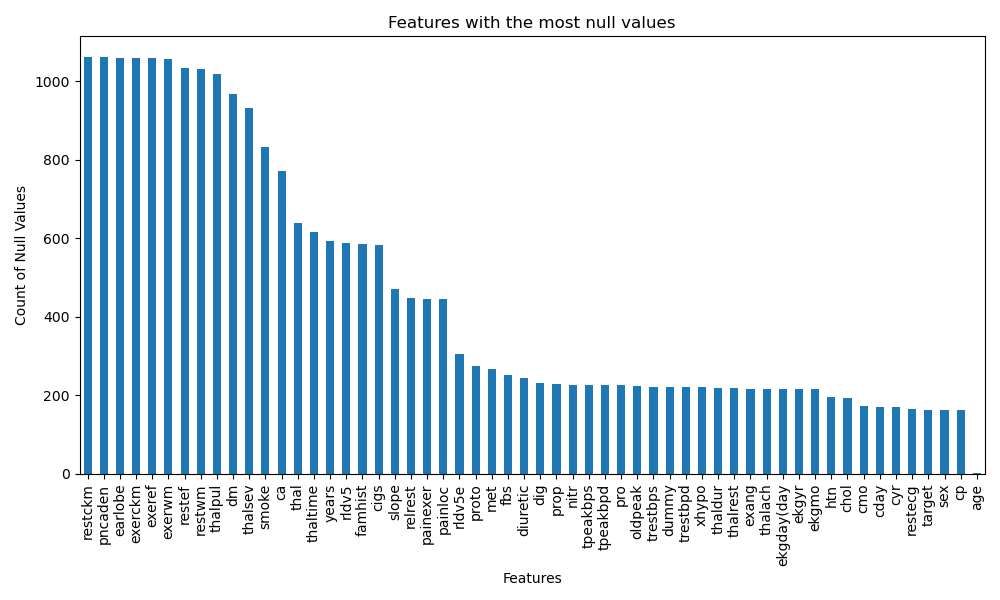 Features with the most null values
Count of Null Values
1000
800
600
400
200
0
restckm
pncaden
earlobe
exerckm
exeref
exerwm
restef
restwm
thalpul
dm
thalsev
smoke
ca
thal
thaltime
years
rldv5
famhist
cigs
slope
relrest
painexer
painloc
rldv5e
proto
met
fbs
diuretic
dig
prop
nitr
tpeakbps
tpeakbpd
pro
oldpeak
trestbps
dummy
trestbpd
xhypo
thaldur
thalrest
exang
thalach
ekgday(day
ekgyr
ekgmo
htn
chol
cmo
cday
cyr
restecg
target
sex
cp
age
Features